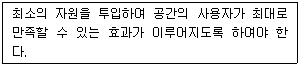 최소의 자원을 투입하며 공간의 사용자가 최대로
만족할 수 있는 효과가 이루어지도록 하여야 한
다.